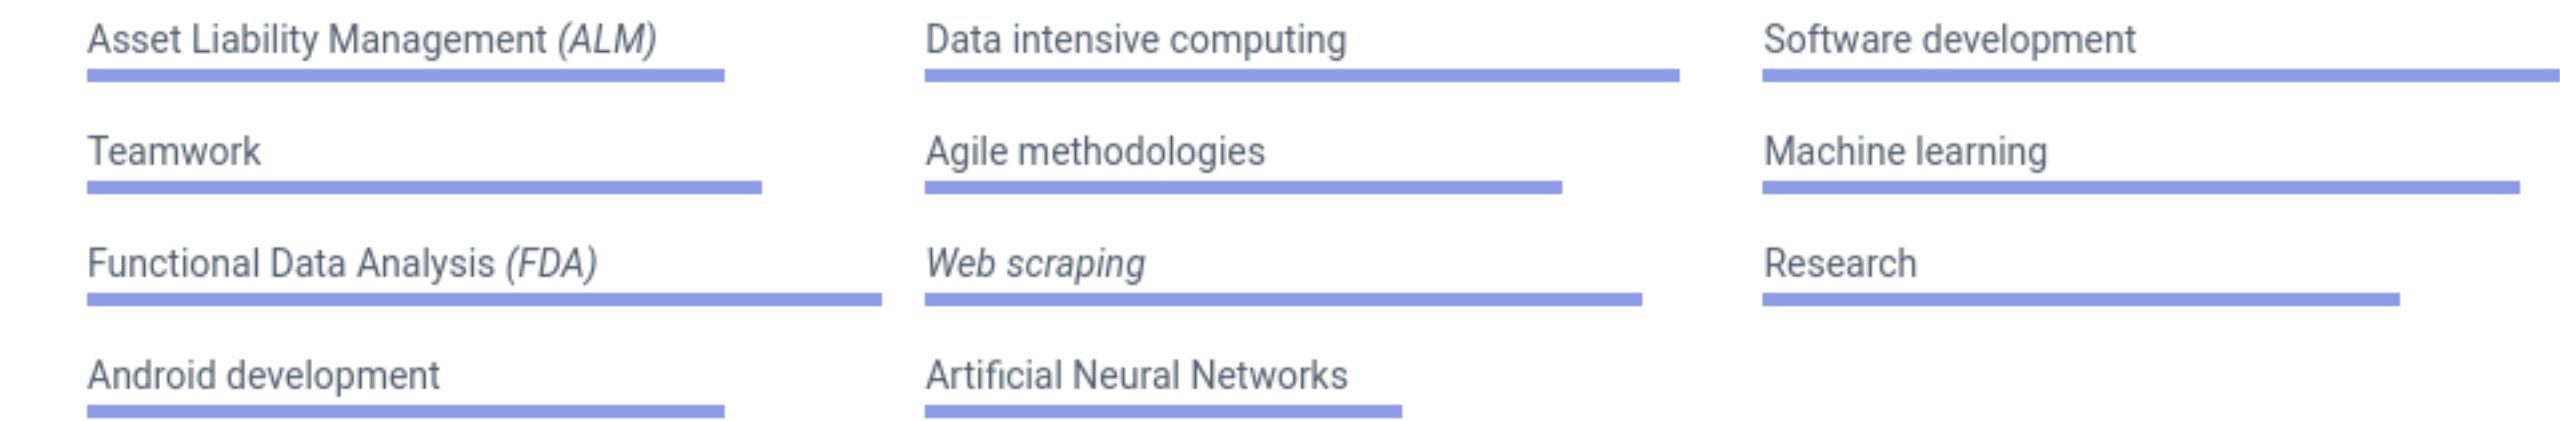 Asset Liability Management (ALM)
Data intensive computing
Software development
Teamwork
Agile methodologies
Machine learning
Functional Data Analysis (FDA)
Web scraping
Research
Android development
Artificial Neural Networks